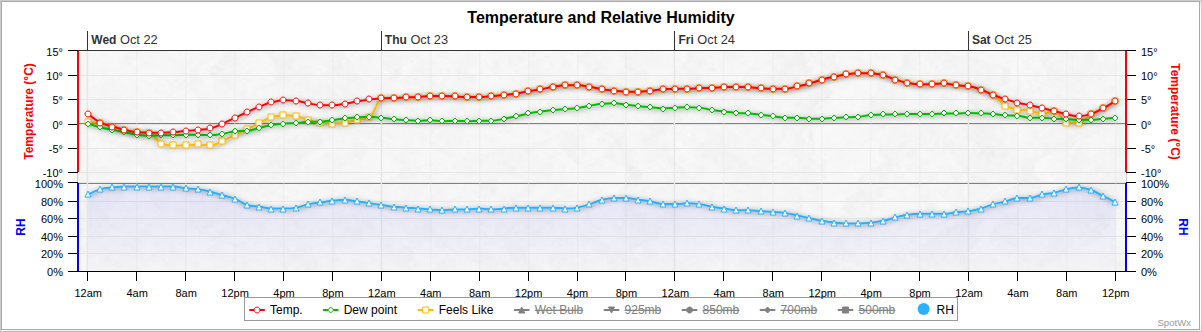 Temperature and Relative Humidity
Wed Oct 22 Thu Oct 23 Fri Oct 24 Sat Oct 25
15° 15°
10° 10°
5° 5°
0° 0°
-5° -5°
-10° -10°
Temperature (°C) Temperature (°C)
100% 100%
80% 80%
60% 60%
40% 40%
20% 20%
0% 0%
RH RH
12am 4am 8am 12pm 4pm 8pm 12am 4am 8am 12pm 4pm 8pm 12am 4am 8am 12pm 4pm 8pm 12am 4am 8am 12pm
Temp. Dew point Feels Like Wet Bulb 925mb 850mb 700mb 500mb RH
SpotWx